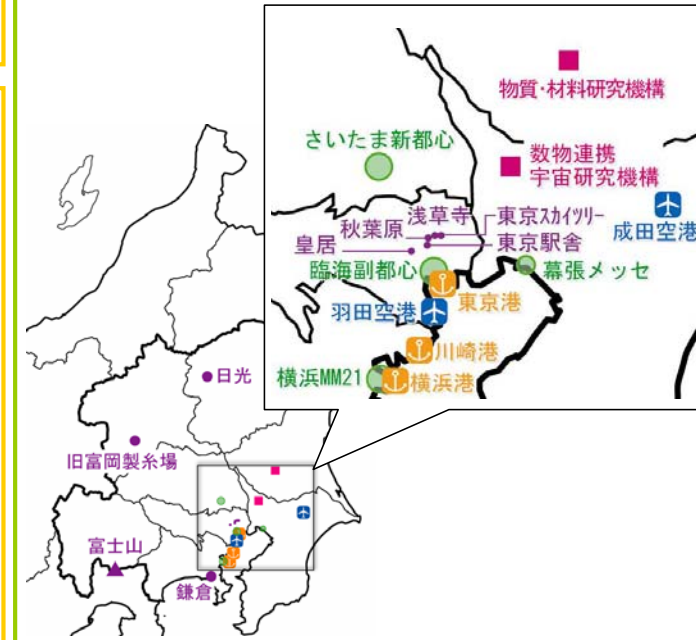 物質・材料研究機構
さいたま新都心
数物連携
宇宙研究機構
成田空港
浅草寺
東京スカイツリー
秋葉原
東京駅舎
皇居
臨海副都心
幕張メッセ
東京港
羽田空港
川崎港
横浜MM21
横浜港
日光
旧富岡製糸場
富士山
鎌倉